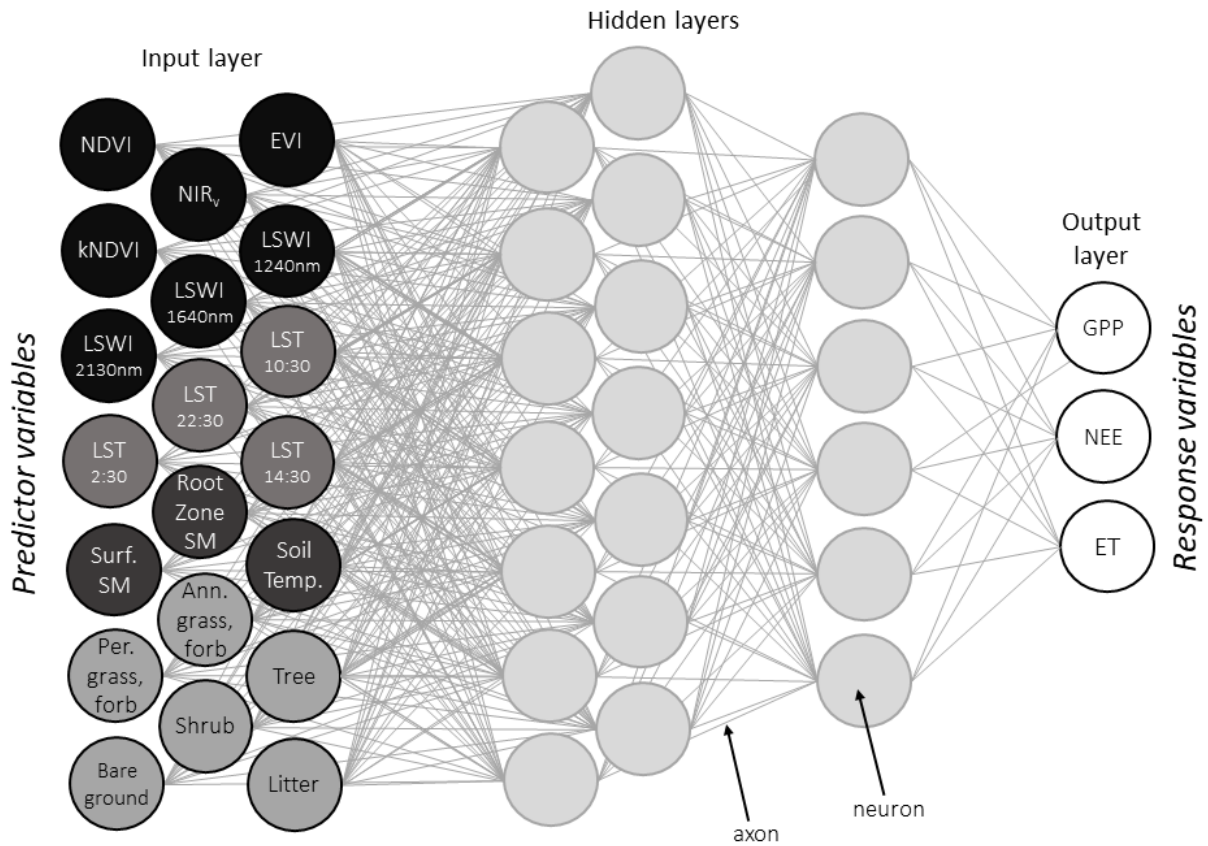 Hidden layers
Input layer
NDVI
EVI
NIRv
kNDVI
LSWI
1240nm
LSWI
1640nm
LSWI
2130nm
LST
10:30
LST
22:30
LST
2:30
LST
14:30
Root
Zone
SM
Surf.
SM
Soil
Temp.
Ann.
grass,
forb
Per.
grass,
forb
Tree
Shrub
Bare
ground
Litter
Predictor variables
axon
neuron
Output
layer
GPP
NEE
ET
Response variables